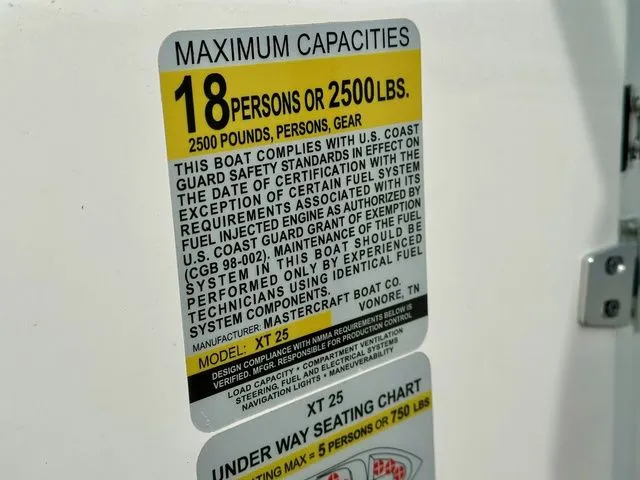 MAXIMUM CAPACITIES
18 PERSONS OR 2500 LBS.
2500 POUNDS, PERSONS, GEAR
THIS BOAT COMPLIES WITH U.S. COAST
GUARD SAFETY STANDARDS IN EFFECT ON
THE DATE OF CERTIFICATION WITH THE
EXCEPTION OF CERTAIN FUEL SYSTEM
REQUIREMENTS ASSOCIATED WITH ITS
FUEL INJECTED ENGINE AS AUTHORIZED BY
U.S. COAST GUARD GRANT OF EXEMPTION
(CGB 98-002). MAINTENANCE OF THE FUEL
SYSTEM IN THIS BOAT SHOULD BE
PERFORMED ONLY BY EXPERIENCED
TECHNICIANS USING IDENTICAL FUEL
SYSTEM COMPONENTS.
MANUFACTURER: MASTERCRAFT BOAT CO.
VONORE, TN
MODEL: XT 25
DESIGN COMPLIANCE WITH NMMA REQUIREMENTS BELOW IS
VERIFIED. MFGR. RESPONSIBLE FOR PRODUCTION CONTROL
LOAD CAPACITY • COMPARTMENT VENTILATION
STEERING, FUEL AND ELECTRICAL SYSTEMS
NAVIGATION LIGHTS • MANEUVERABILITY
XT 25
UNDER WAY SEATING CHART
MAX = 5 PERSONS OR 750 LBS